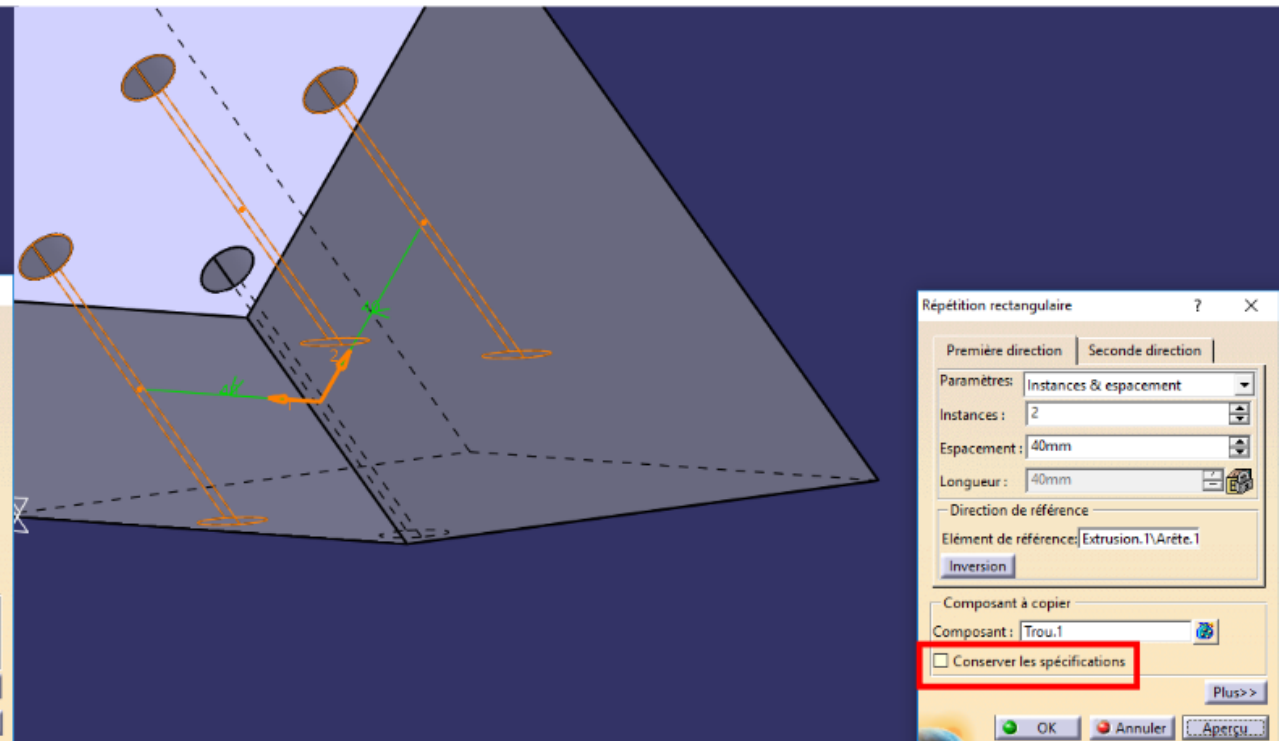 2
1
Répétition rectangulaire ? X
Première direction Seconde direction
Paramètres: Instances & espacement
Instances : 2
Espacement : 40mm
Longueur : 40mm
Direction de référence
Elément de référence: Extrusion.1\Arête.1
Inversion
Composant à copier
Composant : Trou.1
Conserver les spécifications
Plus>>
OK Annuler Aperçu